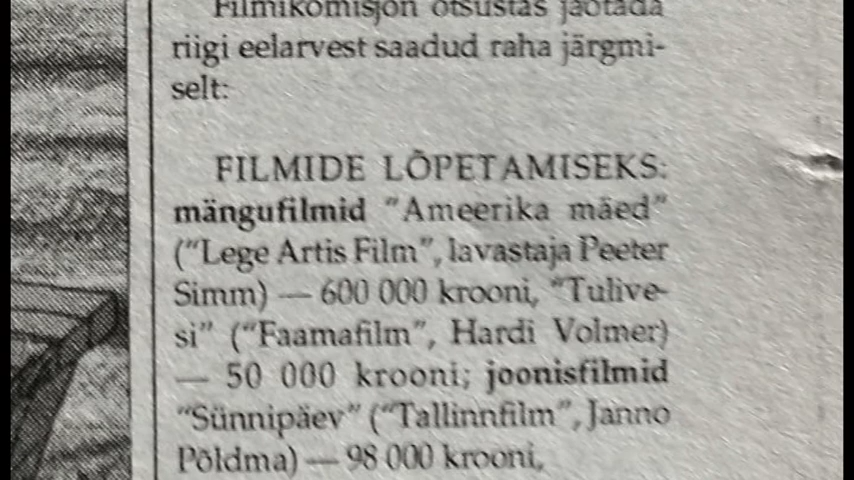 Filmikomisjon otsustas jaotada
riigi eelarvest saadud raha järgmi-
selt:
FILMIDE LÕPETAMISEKS:
mängufilmid "Ameerika mäed"
("Lege Artis Film", lavastaja Peeter
Simm) — 600 000 krooni, "Tulive-
si" ("Faamafilm", Hardi Volmer)
— 50 000 krooni; joonisfilmid
"Sünnipäev" ("Tallinnfilm", Janno
Põldma) — 98 000 krooni,